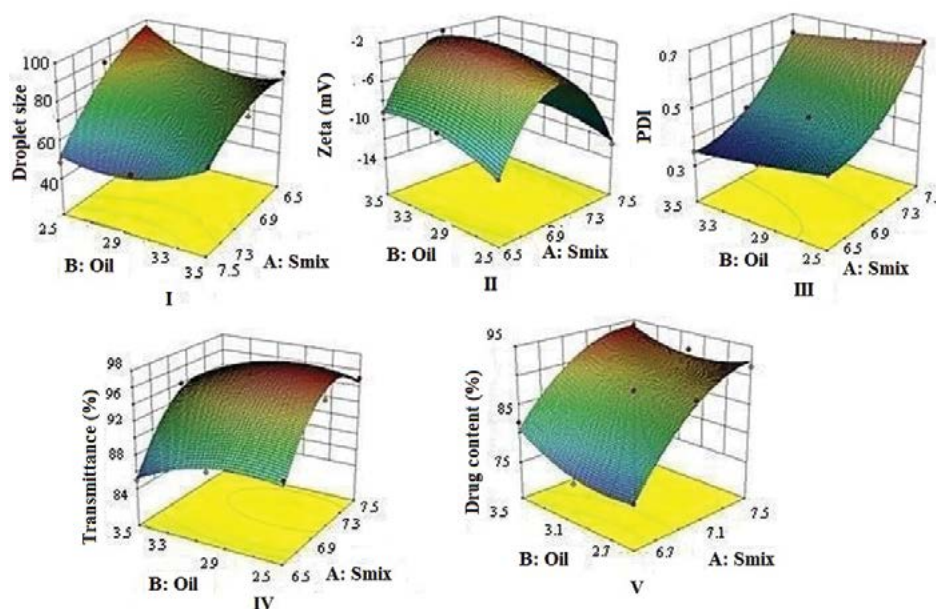 Droplet size
100
80
60
40
2.5
2.9
3.3
3.5
B: Oil
6.5
6.9
7.3
7.5
A: Smix
I
Zeta (mV)
-2
-6
-10
-14
3.5
3.3
2.9
2.5
B: Oil
6.5
6.9
7.3
7.5
A: Smix
II
PDI
0.7
0.5
0.3
3.5
3.3
2.9
2.5
B: Oil
6.5
6.9
7.3
A: Smix
III
Transmittance (%)
98
96
92
88
84
3.5
3.3
2.9
2.5
B: Oil
6.5
6.9
7.3
7.5
A: Smix
IV
Drug content (%)
95
85
75
3.5
3.1
2.7
B: Oil
6.7
7.1
7.5
A: Smix
V